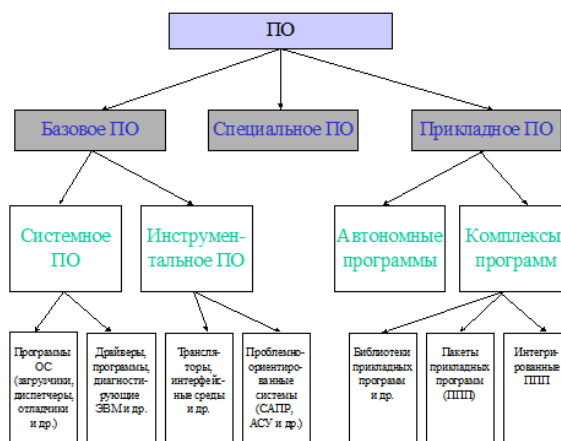 ПО
Базовое ПО
Специальное ПО
Прикладное ПО
Системное
ПО
Инструмен-
тальное ПО
Автономные
программы
Комплексы
программ
Программы
ОС
(загрузчики,
диспетчеры,
отладчики
и др.)
Драйверы,
программы,
диагности-
рующие
ЭВМ и др.
Трансля-
торы,
интерфейс-
ные среды
и др.
Проблемно-
ориентиро-
ванные
системы
(САПР,
АСУ и др.)
Библиотеки
прикладных
программ и
др.
Пакеты
прикладных
программ
(ППП)
Интегри-
рованные
ППП